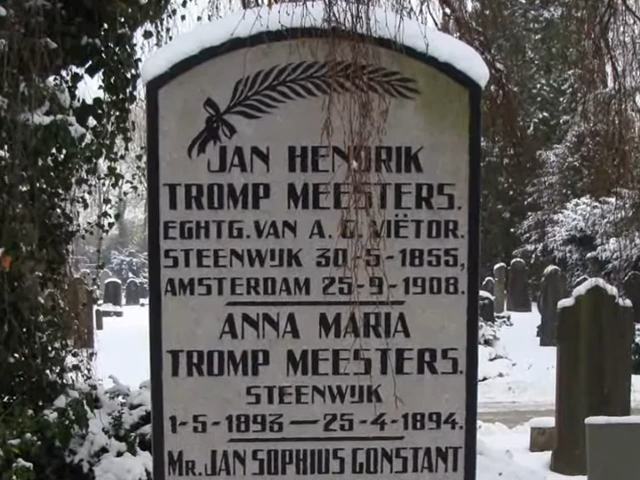 JAN HENDRIK
TROMP MEESTERS.
EGHTG. VAN A. G. VIËTOR.
STEENWIJK 30-5-1855,
AMSTERDAM 25-9-1908.
ANNA MARIA
TROMP MEESTERS.
STEENWIJK
1-5-1893—25-4-1894.
MR. JAN SOPHIUS CONSTANT